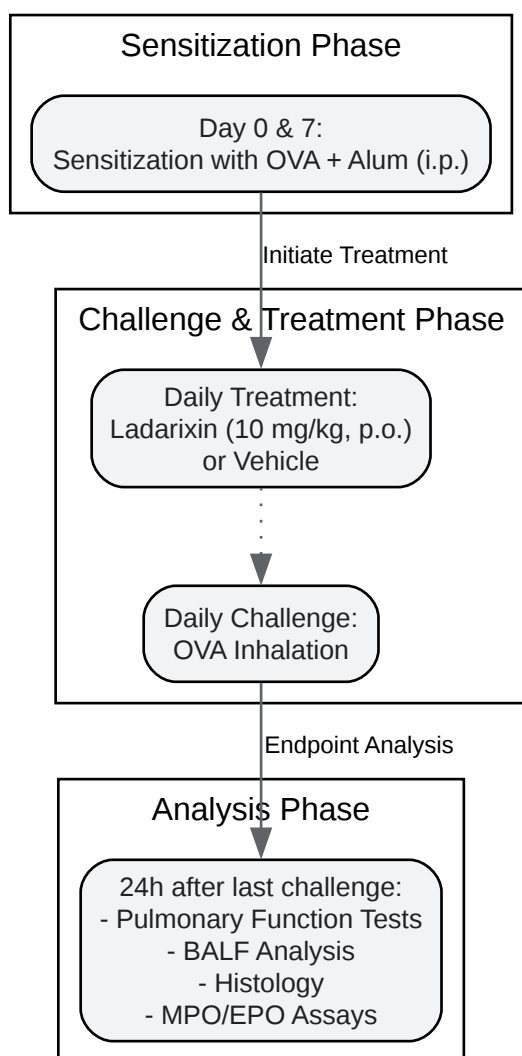 Sensitization Phase
Day 0 & 7:
Sensitization with OVA + Alum (i.p.)
Initiate Treatment
Challenge & Treatment Phase
Daily Treatment:
Ladarixin (10 mg/kg, p.o.)
or Vehicle
Daily Challenge:
OVA Inhalation
Endpoint Analysis
Analysis Phase
24h after last challenge:
- Pulmonary Function Tests
- BALF Analysis
- Histology
- MPO/EPO Assays